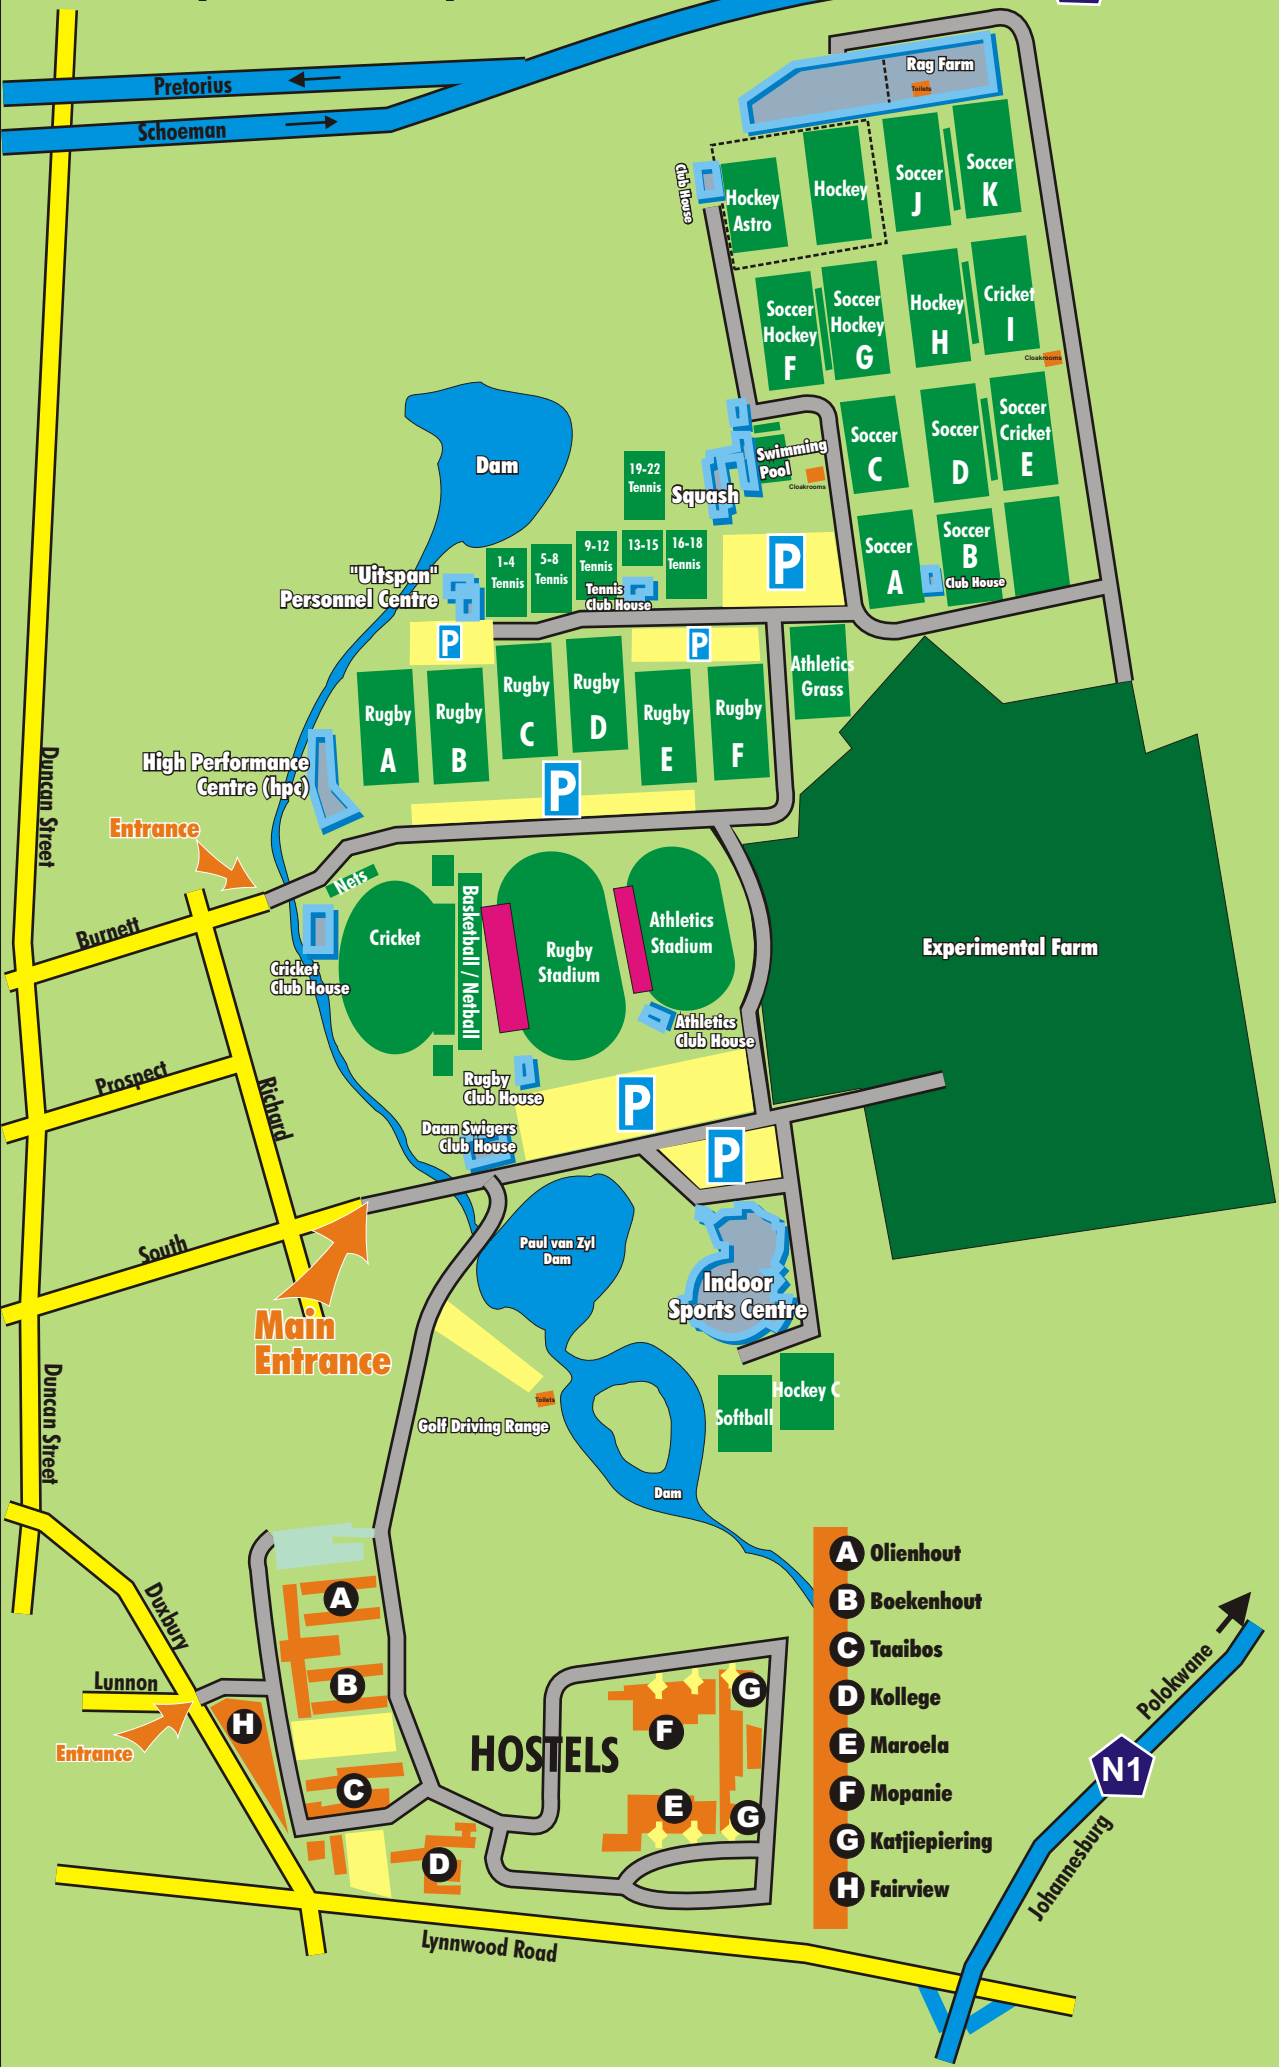 Pretorius
Schoeman
Rag Farm
Toilets
Club House
Hockey
Astro
Hockey
Soccer
J
Soccer
K
Soccer
Hockey
F
Soccer
Hockey
G
Hockey
H
Cricket
I
Cloakrooms
Soccer
C
Soccer
D
Soccer
Cricket
E
Swimming
Pool
Cloakrooms
Squash
Dam
19-22
Tennis
1-4
Tennis
5-8
Tennis
9-12
Tennis
13-15
16-18
Tennis
Tennis
Club House
P
Soccer
A
Soccer
B
Club House
"Uitspan"
Personnel Centre
P
P
Athletics
Grass
Rugby
A
Rugby
B
Rugby
C
Rugby
D
Rugby
E
Rugby
F
P
High Performance
Centre (hpc)
Duncan Street
Entrance
Nets
Burnett
Cricket
Cricket
Club House
Basketball / Netball
Rugby
Stadium
Athletics
Stadium
Athletics
Club House
Experimental Farm
Prospect
Richard
Rugby
Club House
P
Daan Swigers
Club House
P
South
Main
Entrance
Paul van Zyl
Dam
Indoor
Sports Centre
Hockey C
Softball
Toilets
Golf Driving Range
Dam
Duncan Street
Duxbury
Lunnon
Entrance
A
B
C
D
H
HOSTELS
F
G
E
G
A Olienhout
B Boekenhout
C Taaibos
D Kollege
E Maroela
F Mopanie
G Katjiepiering
H Fairview
Polokwane
N1
Johannesburg
Lynnwood Road